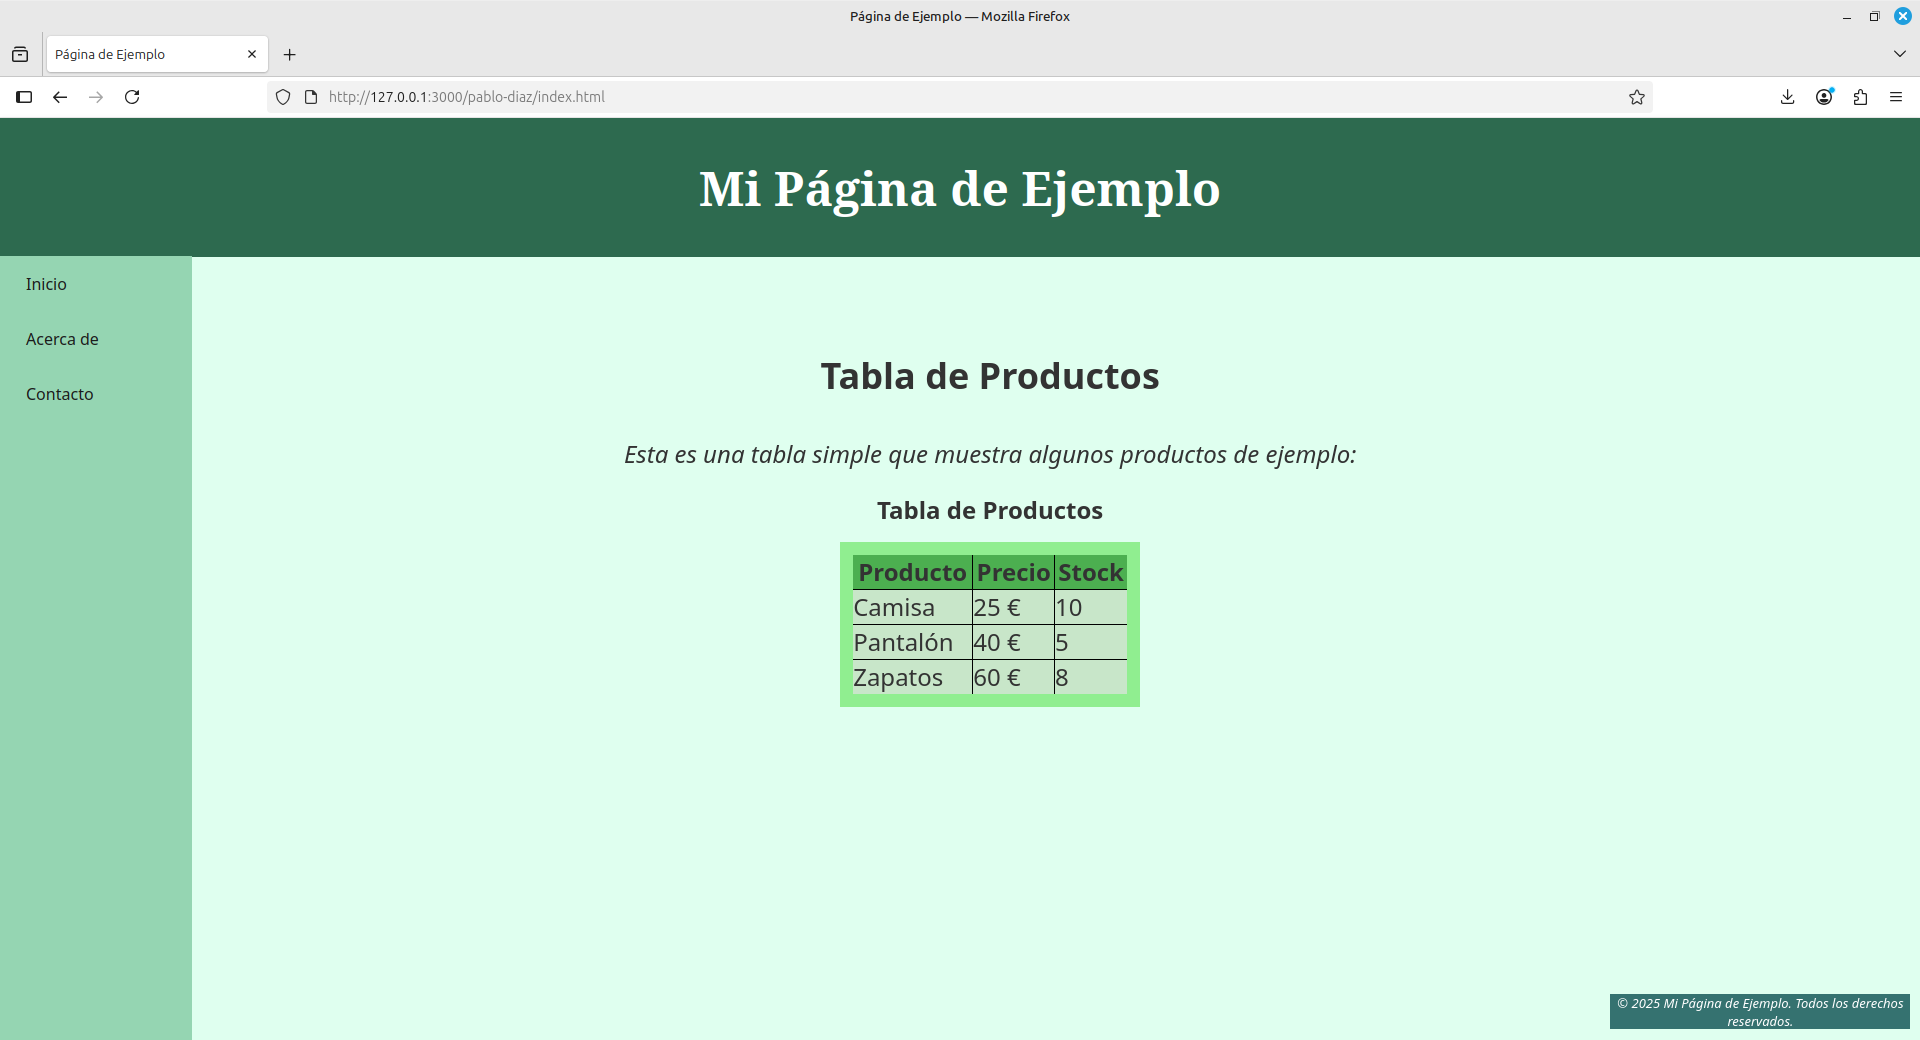 Página de Ejemplo — Mozilla Firefox
Página de Ejemplo
http://127.0.0.1:3000/pablo-diaz/index.html
Mi Página de Ejemplo
Inicio
Acerca de
Contacto
Tabla de Productos
Esta es una tabla simple que muestra algunos productos de ejemplo:
Tabla de Productos
Producto Precio Stock
Camisa 25 € 10
Pantalón 40 € 5
Zapatos 60 € 8
© 2025 Mi Página de Ejemplo. Todos los derechos
reservados.